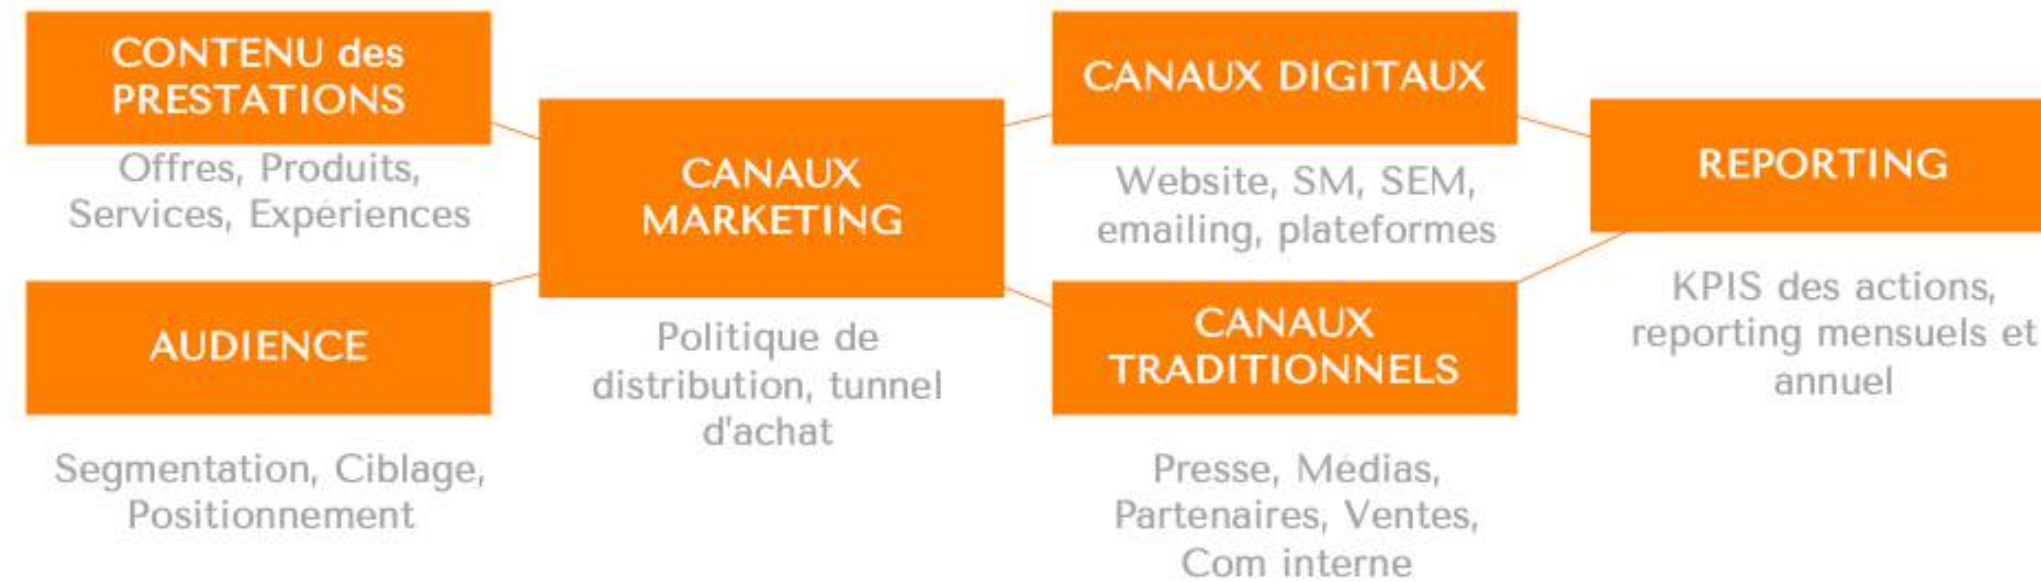 CONTENU des
PRESTATIONS
Offres, Produits,
Services, Expériences
AUDIENCE
Segmentation, Ciblage,
Positionnement
CANAUX
MARKETING
Politique de
distribution, tunnel
d'achat
CANAUX DIGITAUX
Website, SM, SEM,
emailing, plateformes
CANAUX
TRADITIONNELS
Presse, Médias,
Partenaires, Ventes,
Com interne
REPORTING
KPIS des actions,
reporting mensuels et
annuel